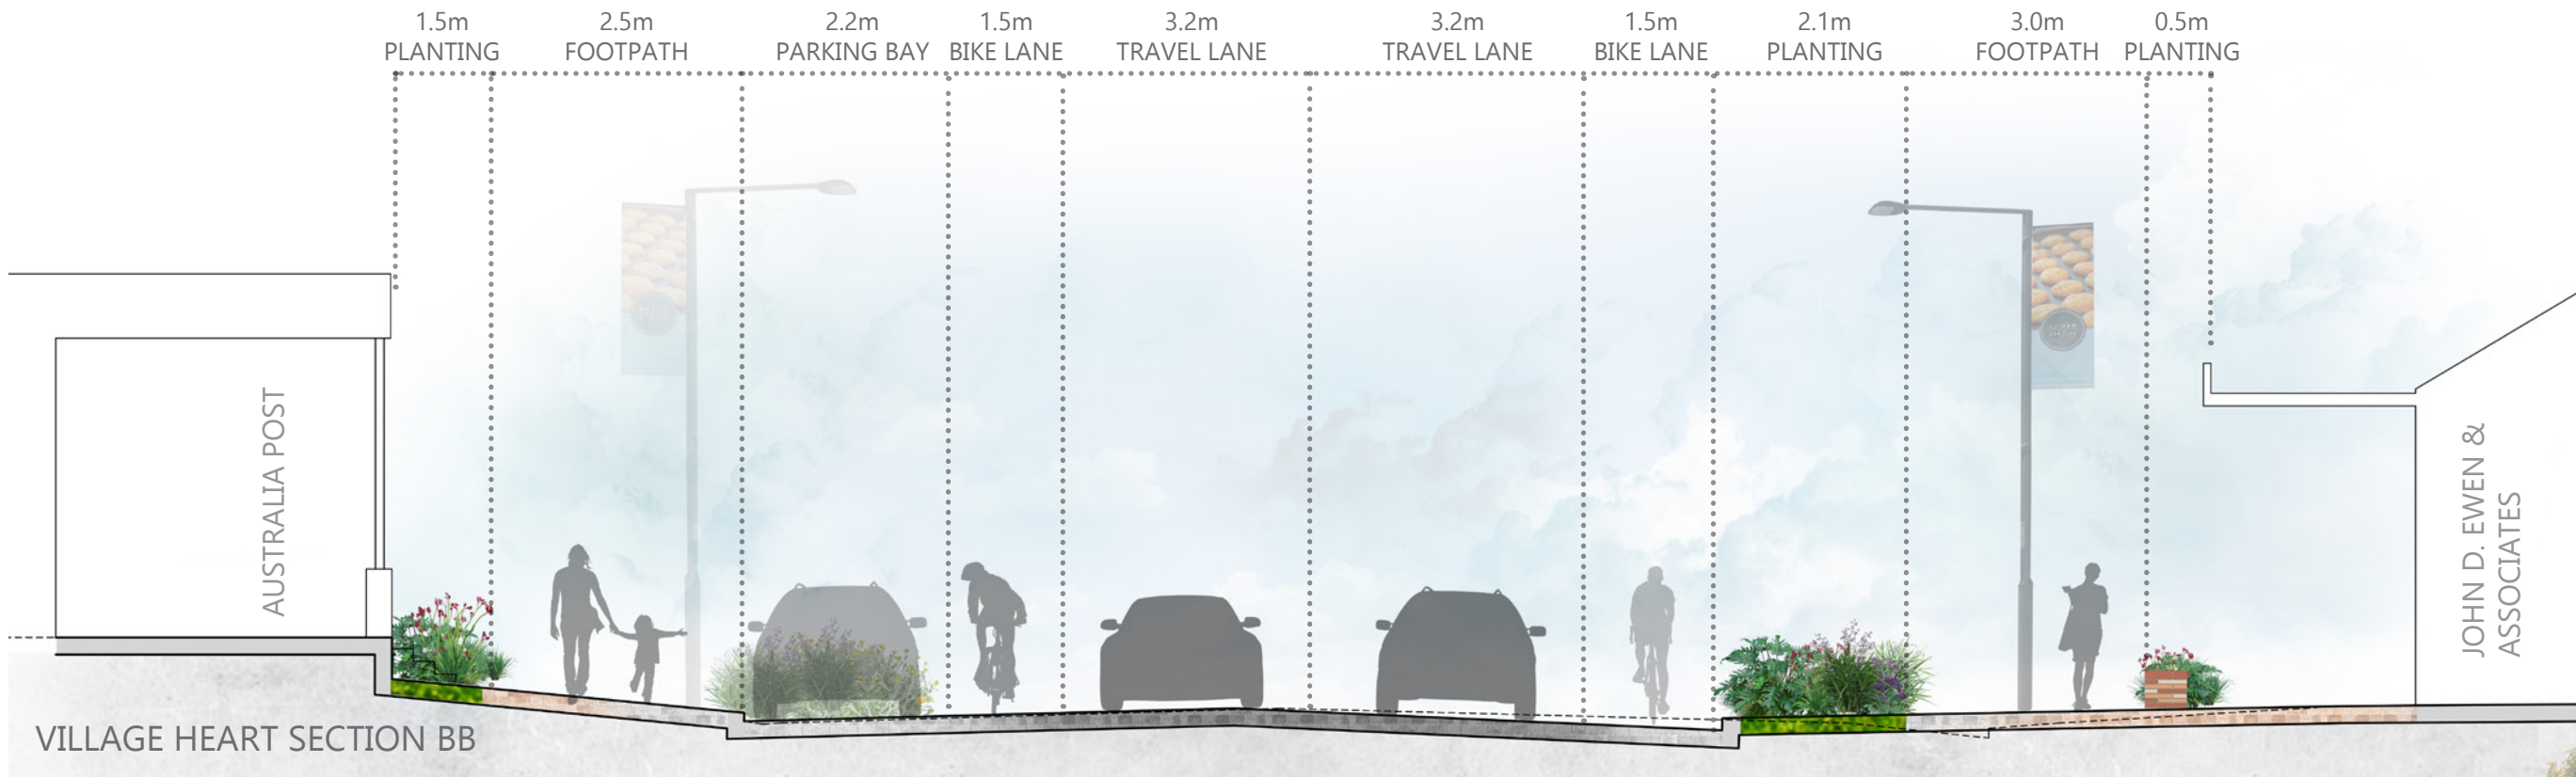 1.5m
PLANTING
2.5m
FOOTPATH
2.2m
PARKING BAY
1.5m
BIKE LANE
3.2m
TRAVEL LANE
3.2m
TRAVEL LANE
1.5m
BIKE LANE
2.1m
PLANTING
3.0m
FOOTPATH
0.5m
PLANTING
AUSTRALIA POST
JOHN D. EWEN &
ASSOCIATES
VILLAGE HEART SECTION BB